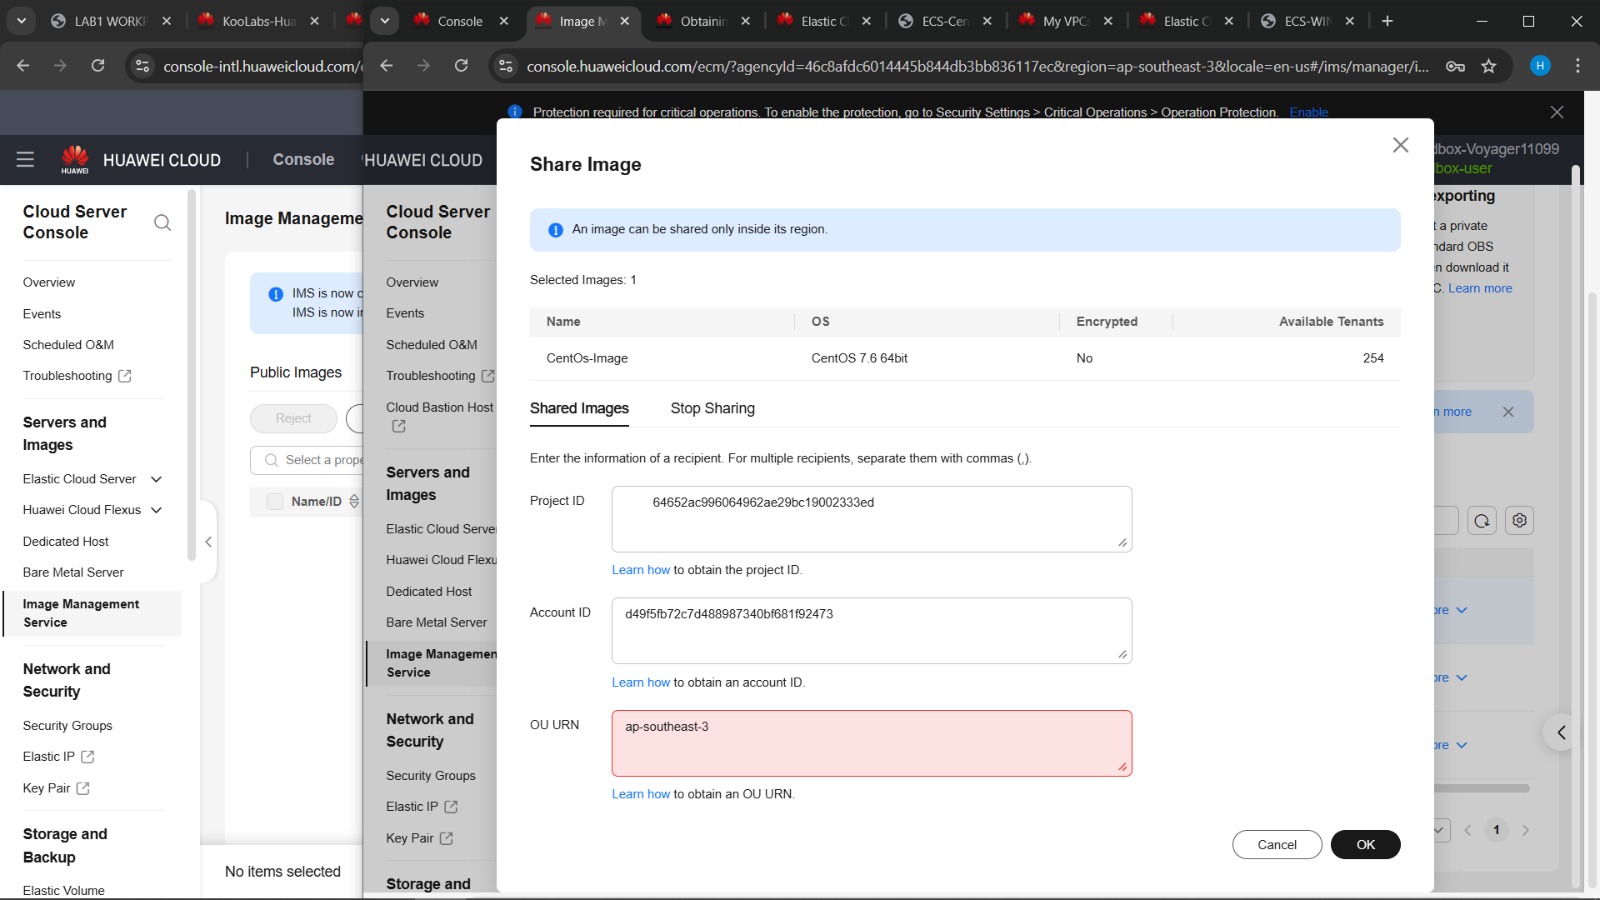 LAB1 WORKF
KooLabs-Hua
Console
Image M
Obtainin
Elastic C
ECS-Cen
My VPCs
Elastic C
ECS-WIN
console-intl.huaweicloud.com/e
console.huaweicloud.com/ecm/?agencyId=46c8afdc6014445b844db3bb836117ec&region=ap-southeast-3&locale=en-us#/ims/manager/i...
H
Protection required for critical operations. To enable the protection, go to Security Settings > Critical Operations > Operation Protection. Enable
HUAWEI
HUAWEI CLOUD
Console
HUAWEI CLOUD
dbox-Voyager11099
box-user
Cloud Server
Console
Overview
Events
Scheduled O&M
Troubleshooting
Servers and
Images
Elastic Cloud Server
Huawei Cloud Flexus
Dedicated Host
Bare Metal Server
Image Management
Service
Network and
Security
Security Groups
Elastic IP
Key Pair
Storage and
Backup
Elastic Volume
Image Manageme
IMS is now c
IMS is now in
Public Images
Reject
Select a prope
Name/ID
No items selected
Cloud Server
Console
Overview
Events
Scheduled O&M
Troubleshooting
Cloud Bastion Host
Servers and
Images
Elastic Cloud Serve
Huawei Cloud Flexu
Dedicated Host
Bare Metal Server
Image Managemen
Service
Network and
Security
Security Groups
Elastic IP
Key Pair
Storage and
Share Image
An image can be shared only inside its region.
Selected Images: 1
Name OS Encrypted Available Tenants
CentOs-Image CentOS 7.6 64bit No 254
Shared Images Stop Sharing
Enter the information of a recipient. For multiple recipients, separate them with commas (,).
Project ID 64652ac996064962ae29bc19002333ed
Learn how to obtain the project ID.
Account ID d49f5fb72c7d488987340bf681f92473
Learn how to obtain an account ID.
OU URN ap-southeast-3
Learn how to obtain an OU URN.
Cancel OK
exporting
t a private
ndard OBS
n download it
C. Learn more
n more
ore
ore
ore
1